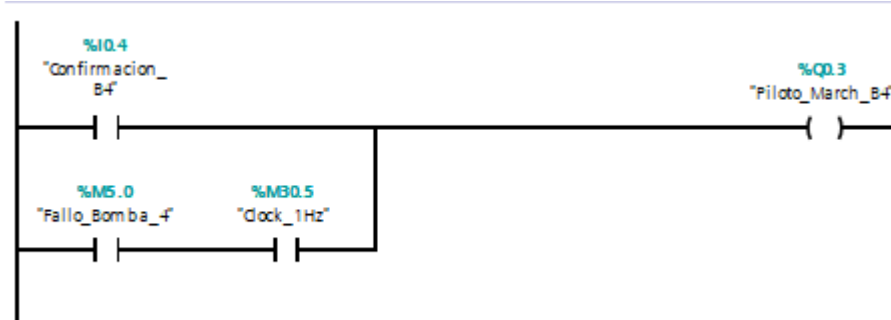 %I0.4
"Confirmacion_
B4"
%Q0.3
"Piloto_March_B4"
%M5.0
%M30.5
"Fallo_Bomba_4"
"Clock_1Hz"